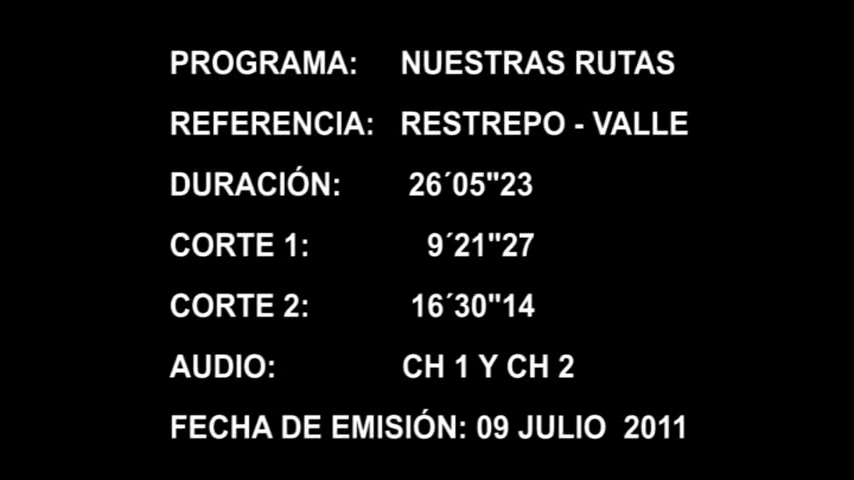 PROGRAMA: NUESTRAS RUTAS
REFERENCIA: RESTREPO - VALLE
DURACIÓN: 26´05"23
CORTE 1: 9´21"27
CORTE 2: 16´30"14
AUDIO: CH 1 Y CH 2
FECHA DE EMISIÓN: 09 JULIO 2011